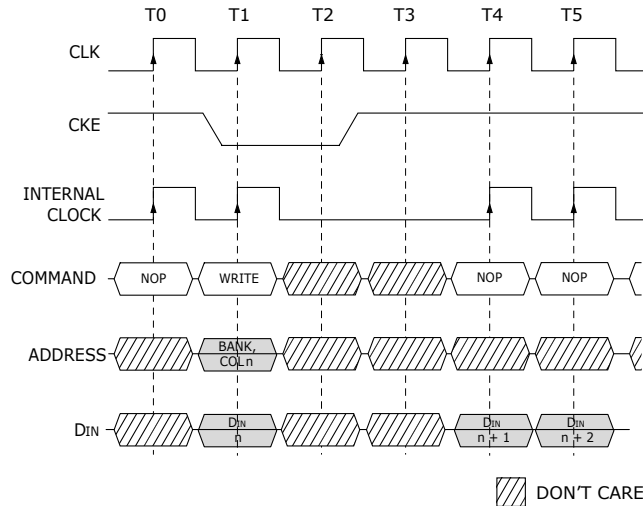 T0 T1 T2 T3 T4 T5
CLK
CKE
INTERNAL
CLOCK
COMMAND NOP WRITE NOP NOP
ADDRESS BANK,
COL n
DIN DIN DIN DIN
n n + 1 n + 2
DON'T CARE